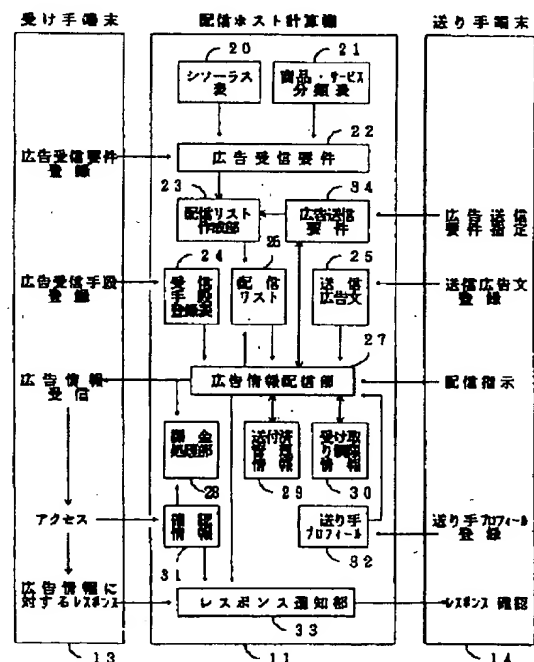 受け手端末
配信ホスト計算機
送り手端末
20
21
シソーラス
表
商品・サービス
分類表
22
広告受信要件
登録
広告受信要件
23
34
配信リスト
作成部
広告送信
要件
広告送信
要件指定
24
26
25
広告受信手段
登録
受信
手段
登録表
配信
リスト
送信
広告文
送信広告文
登録
27
広告情報
受信
広告情報配信部
配信指示
課金
処理部
送付済
情報
受け取
り
情報
28
29
30
アクセス
確認
情報
送り手
プロフィール
送り手プロフィール
登録
31
32
広告情報に
対するレスポンス
レスポンス通知部
レスポンス確認
33
13
11
14